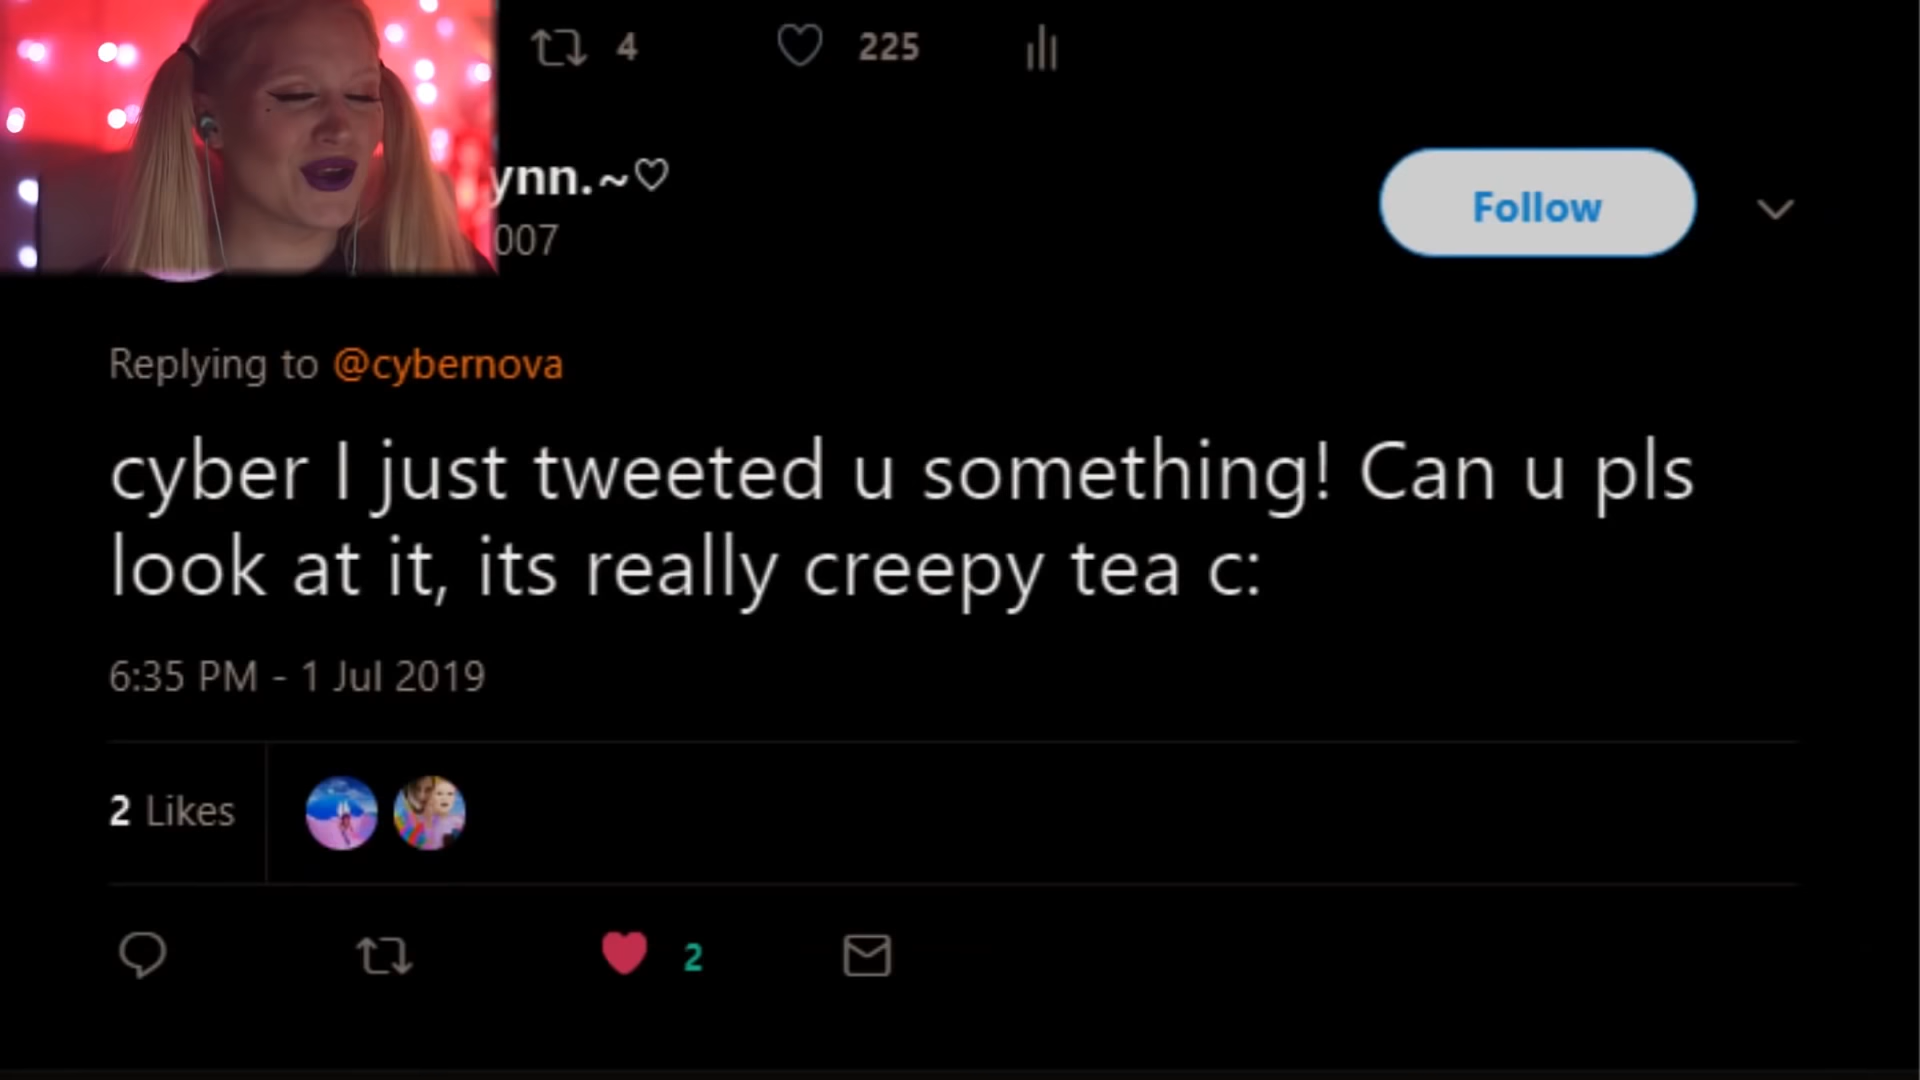 4 225
ynn.~♡
007
Follow
Replying to @cybernova
cyber I just tweeted u something! Can u pls
look at it, its really creepy tea c:
6:35 PM - 1 Jul 2019
2 Likes
2